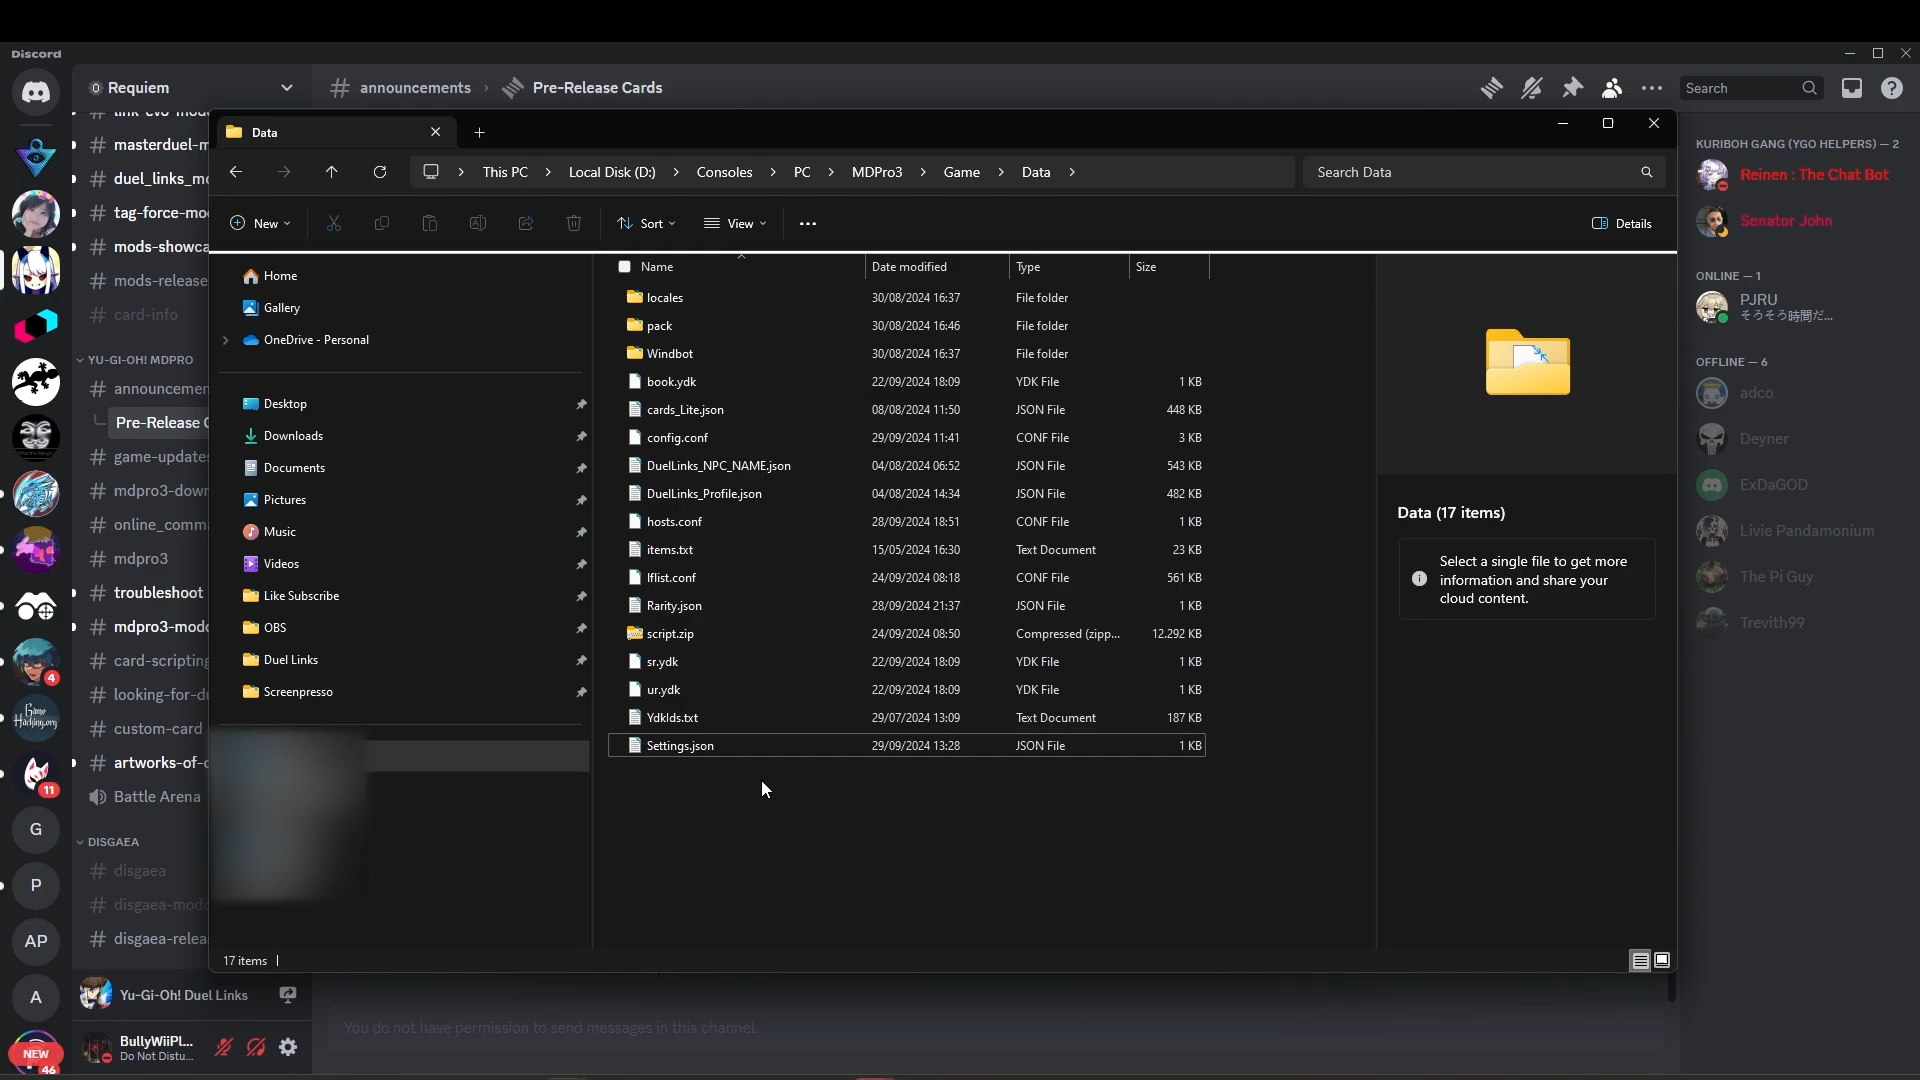 Discord
Requiem
announcements › Pre-Release Cards
Search
masterduel-m
duel_links_mo
tag-force-mo
mods-showca
mods-release
card-info
YU-GI-OH! MDPRO
announcemen
Pre-Release C
game-updates
mdpro3-down
online_comma
mdpro3
troubleshoot
mdpro3-modd
card-scripting
looking-for-du
custom-card
artworks-of-c
Battle Arena
DISGAEA
disgaea
disgaea-modd
disgaea-relea
4
11
G
P
AP
A
NEW
46
Yu-Gi-Oh! Duel Links
BullyWiiPl...
Do Not Distu...
Data
This PC > Local Disk (D:) > Consoles > PC > MDPro3 > Game > Data >
Search Data
New
Sort
View
Details
Home
Gallery
OneDrive - Personal
Desktop
Downloads
Documents
Pictures
Music
Videos
Like Subscribe
OBS
Duel Links
Screenpresso
Name Date modified Type Size
locales 30/08/2024 16:37 File folder
pack 30/08/2024 16:46 File folder
Windbot 30/08/2024 16:37 File folder
book.ydk 22/09/2024 18:09 YDK File 1 KB
cards_Lite.json 08/08/2024 11:50 JSON File 448 KB
config.conf 29/09/2024 11:41 CONF File 3 KB
DuelLinks_NPC_NAME.json 04/08/2024 06:52 JSON File 543 KB
DuelLinks_Profile.json 04/08/2024 14:34 JSON File 482 KB
hosts.conf 28/09/2024 18:51 CONF File 1 KB
items.txt 15/05/2024 16:30 Text Document 23 KB
lflist.conf 24/09/2024 08:18 CONF File 561 KB
Rarity.json 28/09/2024 21:37 JSON File 1 KB
script.zip 24/09/2024 08:50 Compressed (zipp... 12.292 KB
sr.ydk 22/09/2024 18:09 YDK File 1 KB
ur.ydk 22/09/2024 18:09 YDK File 1 KB
YdkIds.txt 29/07/2024 13:09 Text Document 187 KB
Settings.json 29/09/2024 13:28 JSON File 1 KB
Data (17 items)
Select a single file to get more
information and share your
cloud content.
17 items
You do not have permission to send messages in this channel.
KURIBOH GANG (YGO HELPERS) — 2
Reinen : The Chat Bot
Senator John
ONLINE — 1
PJRU
そろそろ時間だ...
OFFLINE — 6
adco
Deyner
ExDaGOD
Livie Pandamonium
The Pi Guy
Trevith99